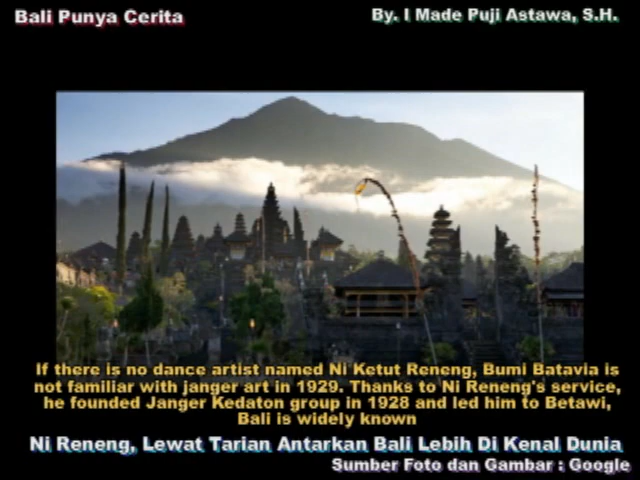 Bali Punya Cerita
By. I Made Puji Astawa, S.H.
If there is no dance artist named Ni Ketut Reneng, Bumi Batavia is
not familiar with janger art in 1929. Thanks to Ni Reneng's service,
he founded Janger Kedaton group in 1928 and led him to Betawi,
Bali is widely known
Ni Reneng, Lewat Tarian Antarkan Bali Lebih Di Kenal Dunia
Sumber Foto dan Gambar : Google